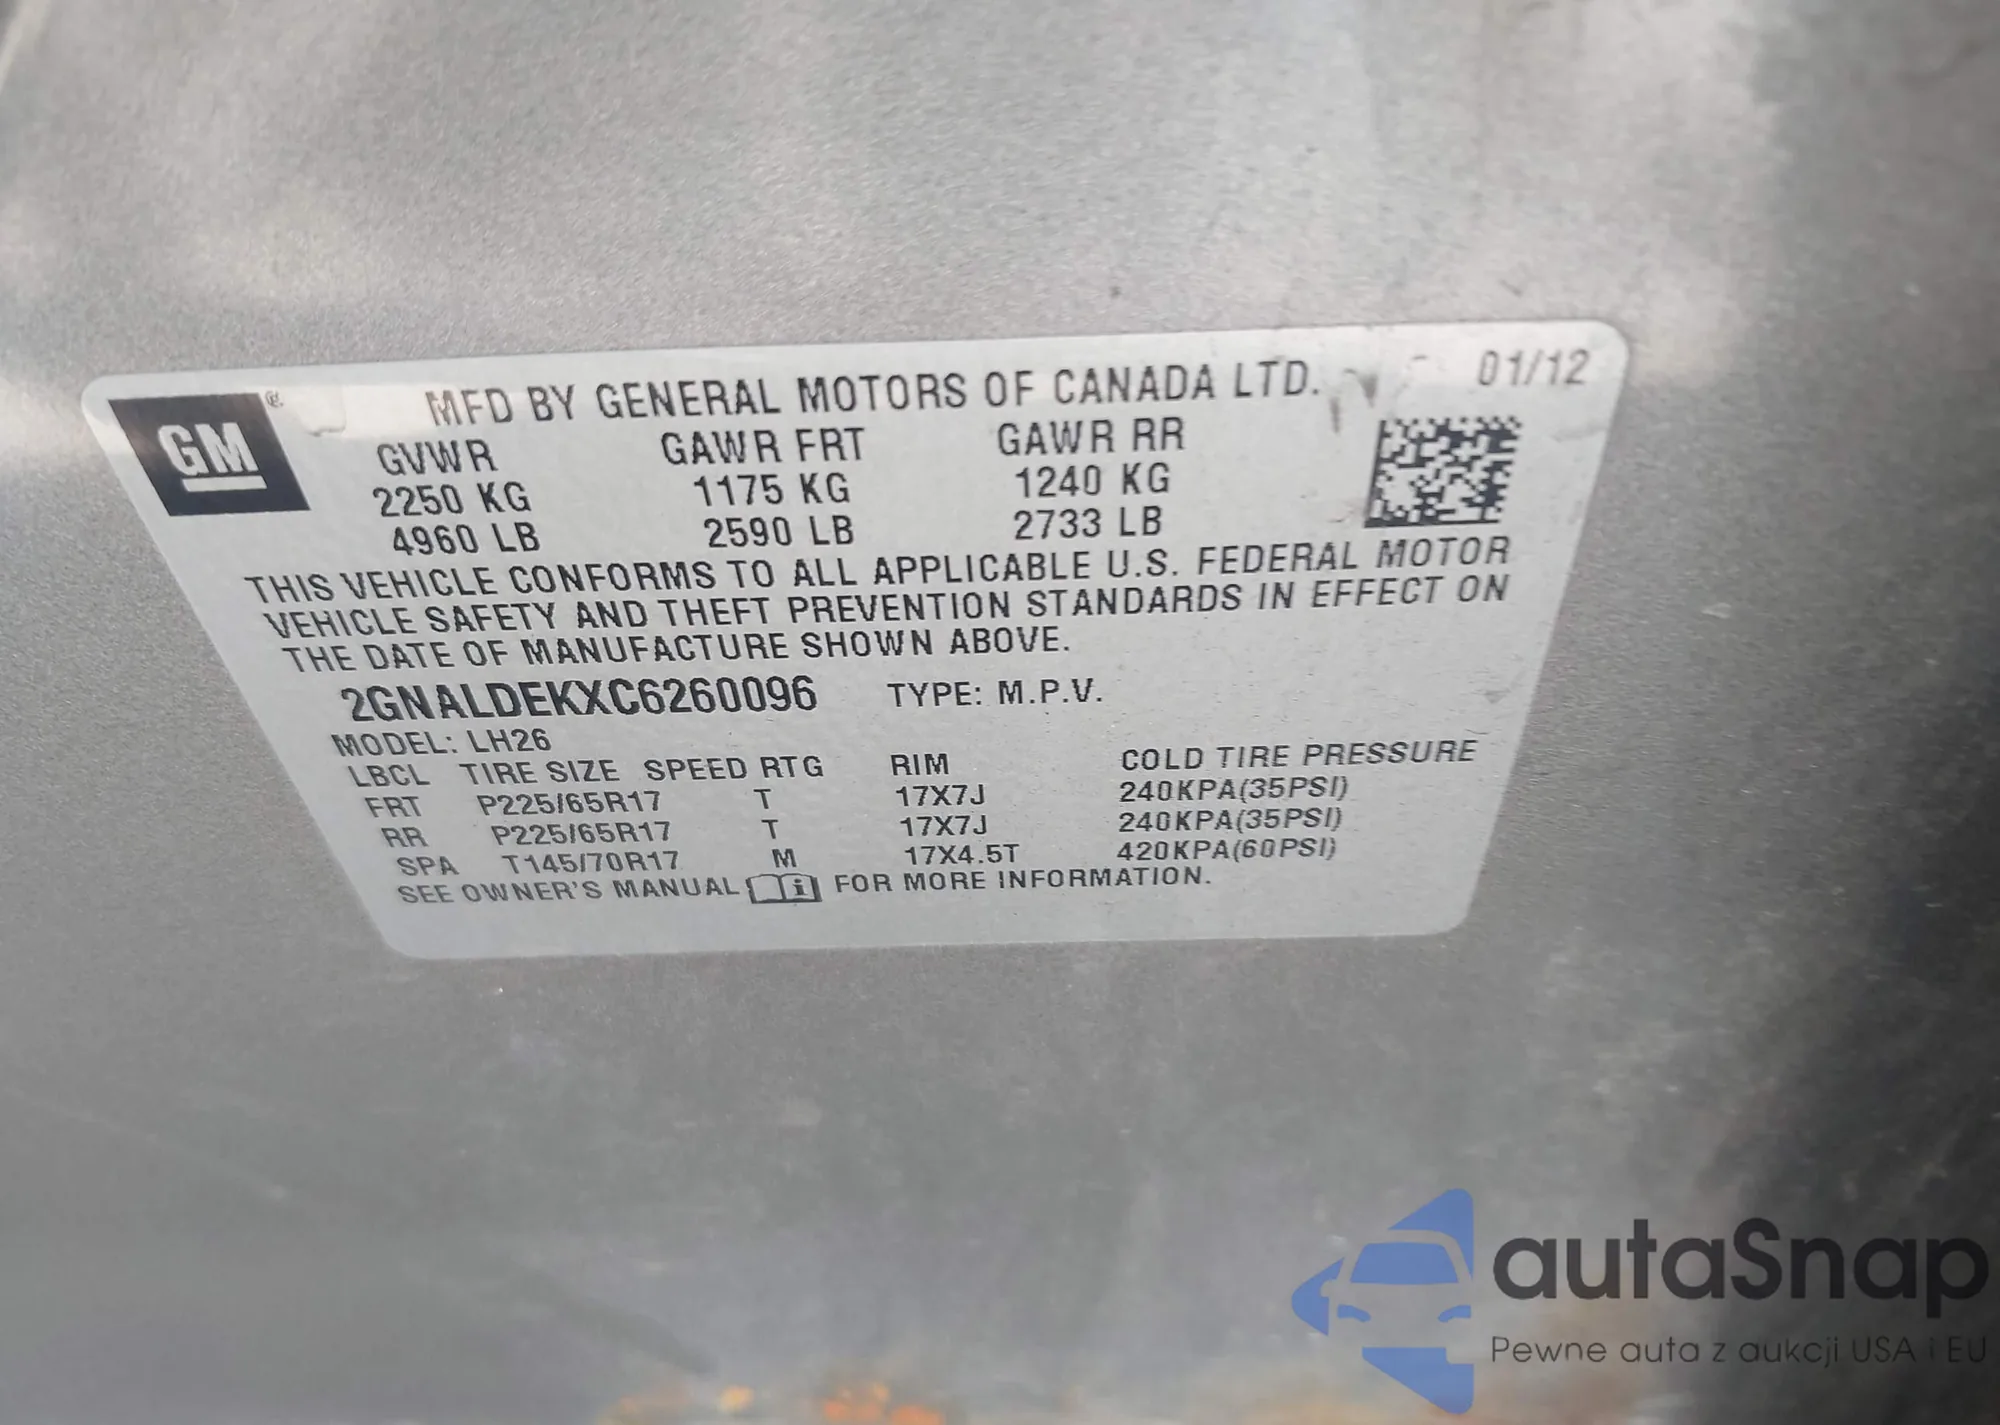 GM
MFD BY GENERAL MOTORS OF CANADA LTD. 01/12
GVWR GAWR FRT GAWR RR
2250 KG 1175 KG 1240 KG
4960 LB 2590 LB 2733 LB
THIS VEHICLE CONFORMS TO ALL APPLICABLE U.S. FEDERAL MOTOR
VEHICLE SAFETY AND THEFT PREVENTION STANDARDS IN EFFECT ON
THE DATE OF MANUFACTURE SHOWN ABOVE.
2GNALDEKXC6260096 TYPE: M.P.V.
MODEL: LH26
LBCL TIRE SIZE SPEED RTG RIM COLD TIRE PRESSURE
FRT P225/65R17 T 17X7J 240KPA(35PSI)
RR P225/65R17 T 17X7J 240KPA(35PSI)
SPA T145/70R17 M 17X4.5T 420KPA(60PSI)
SEE OWNER'S MANUAL i FOR MORE INFORMATION.
autaSnap
Pewne auta z aukcji USA i EU